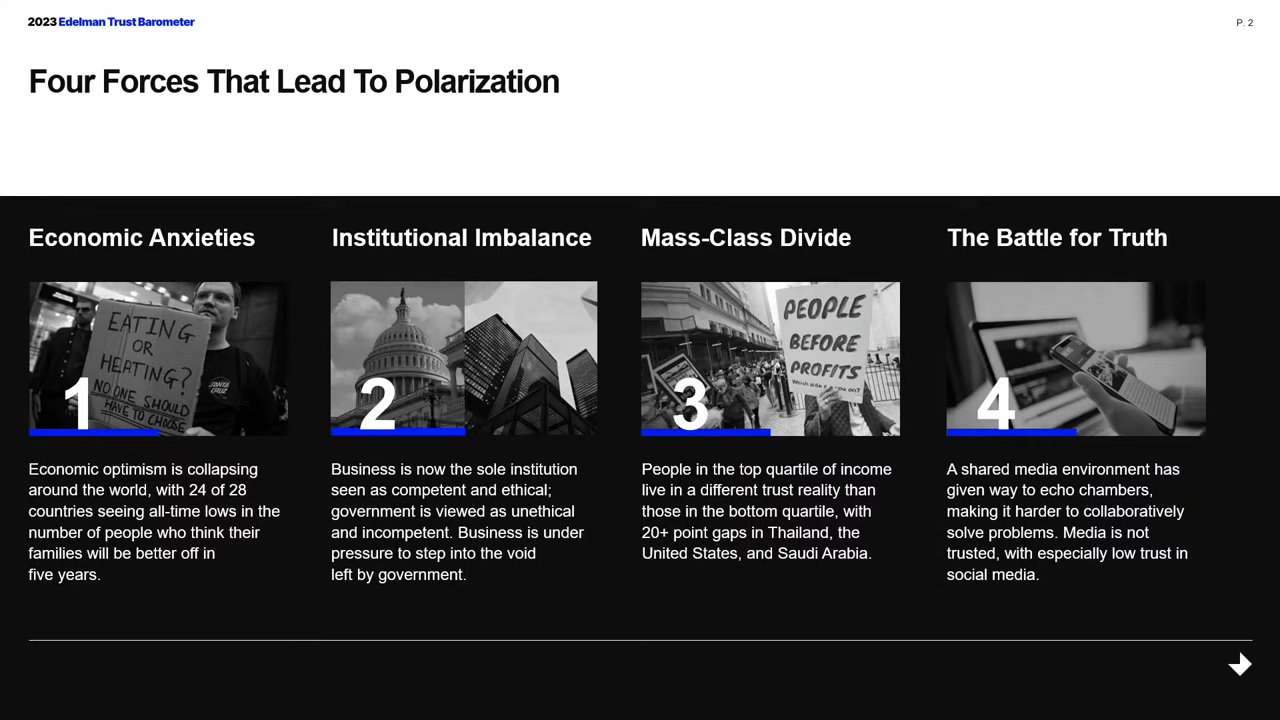 2023 Edelman Trust Barometer
P. 2
Four Forces That Lead To Polarization
Economic Anxieties
EATING
OR
HEATING?
NO ONE SHOULD
HAVE TO CHOOSE
SANTA
CRUZ
1
Economic optimism is collapsing
around the world, with 24 of 28
countries seeing all-time lows in the
number of people who think their
families will be better off in
five years.
Institutional Imbalance
2
Business is now the sole institution
seen as competent and ethical;
government is viewed as unethical
and incompetent. Business is under
pressure to step into the void
left by government.
Mass-Class Divide
PEOPLE
BEFORE
PROFITS
Which side are you on?
3
People in the top quartile of income
live in a different trust reality than
those in the bottom quartile, with
20+ point gaps in Thailand, the
United States, and Saudi Arabia.
The Battle for Truth
4
A shared media environment has
given way to echo chambers,
making it harder to collaboratively
solve problems. Media is not
trusted, with especially low trust in
social media.